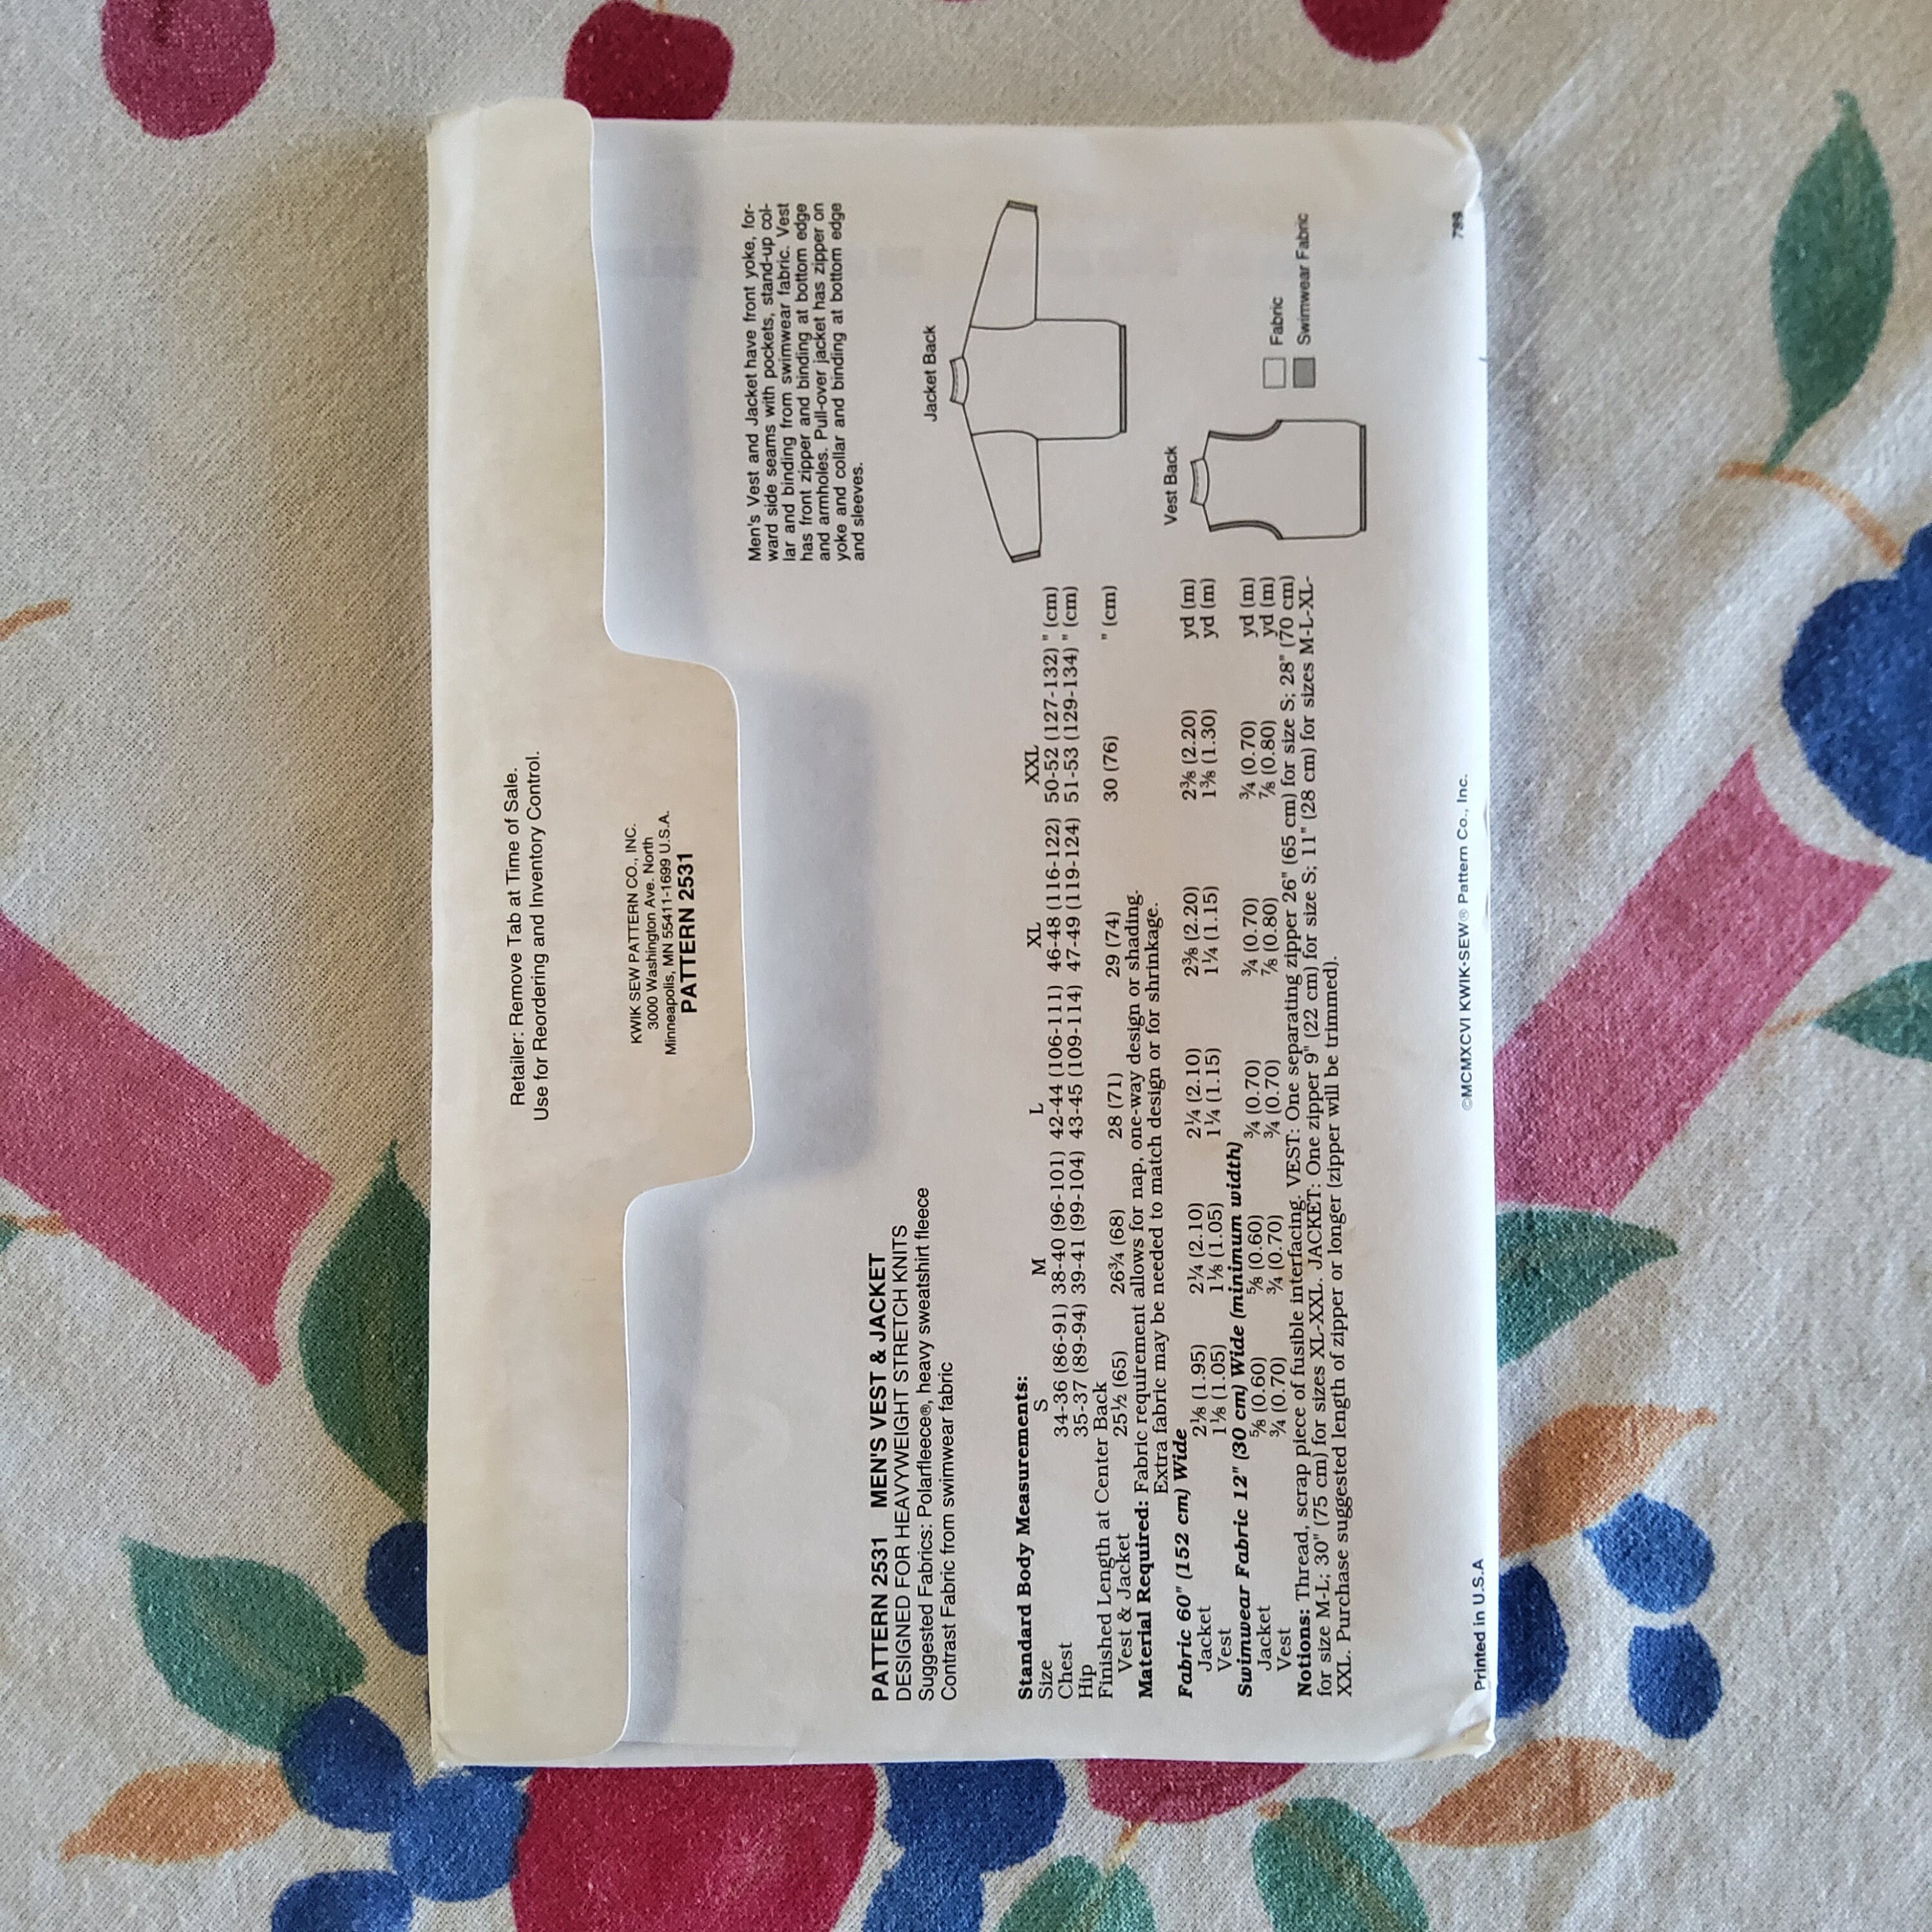 Retailer: Remove Tab at Time of Sale.
Use for Reordering and Inventory Control.
KWIK SEW PATTERN CO., INC.
3000 Washington Ave. North
Minneapolis, MN 55411-1699 U.S.A.
PATTERN 2531
Men's Vest and Jacket have front yoke, for-
ward side seams with pockets, stand-up col-
lar and binding from swimwear fabric. Vest
has front zipper and binding at bottom edge
and armholes. Pull-over jacket has zipper on
yoke and collar and binding at bottom edge
and sleeves.
PATTERN 2531 MEN'S VEST & JACKET
DESIGNED FOR HEAVYWEIGHT STRETCH KNITS
Suggested Fabrics: Polarfleece®, heavy sweatshirt fleece
Contrast Fabric from swimwear fabric
Jacket Back
Vest Back
Fabric
Swimwear Fabric
Standard Body Measurements:
Size S M L XL XXL
Chest 34-36 (86-91) 38-40 (96-101) 42-44 (106-111) 46-48 (116-122) 50-52 (127-132) " (cm)
Hip 35-37 (89-94) 39-41 (99-104) 43-45 (109-114) 47-49 (119-124) 51-53 (129-134) " (cm)
Finished Length at Center Back
Vest & Jacket 25½ (65) 26¾ (68) 28 (71) 29 (74) 30 (76) " (cm)
Material Required: Fabric requirement allows for nap, one-way design or shading.
Extra fabric may be needed to match design or for shrinkage.
Fabric 60" (152 cm) Wide
Jacket 2⅛ (1.95) 2¼ (2.10) 2¼ (2.10) 2⅜ (2.20) 2⅜ (2.20) yd (m)
Vest 1⅛ (1.05) 1⅛ (1.05) 1¼ (1.15) 1¼ (1.15) 1⅜ (1.30) yd (m)
Swimwear Fabric 12" (30 cm) Wide (minimum width)
Jacket ⅝ (0.60) ⅝ (0.60) ¾ (0.70) ¾ (0.70) ¾ (0.70) yd (m)
Vest ¾ (0.70) ¾ (0.70) ¾ (0.70) ⅞ (0.80) ⅞ (0.80) yd (m)
Notions: Thread, scrap piece of fusible interfacing. VEST: One separating zipper 26" (65 cm) for size S; 28" (70 cm)
for size M-L; 30" (75 cm) for sizes XL-XXL. JACKET: One zipper 9" (22 cm) for size S; 11" (28 cm) for sizes M-L-XL-
XXL. Purchase suggested length of zipper or longer (zipper will be trimmed).
Printed in U.S.A
©MCMXCVI KWIK-SEW® Pattern Co., Inc.
789